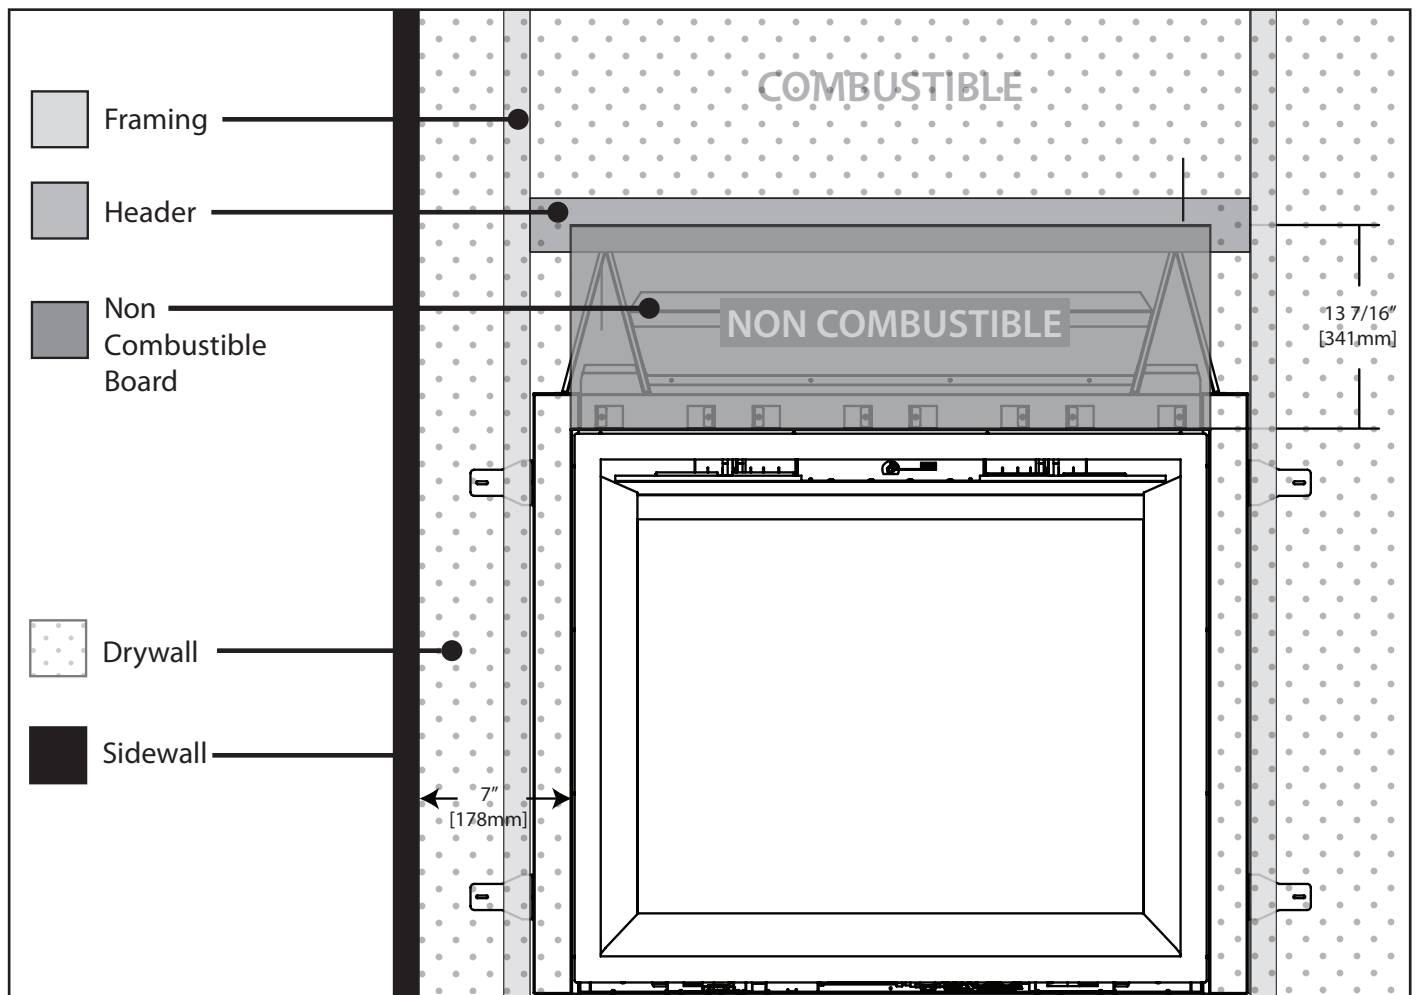 COMBUSTIBLE
Framing
Header
Non
Combustible
Board
NON COMBUSTIBLE
13 7/16"
[341mm]
Drywall
Sidewall
7"
[178mm]